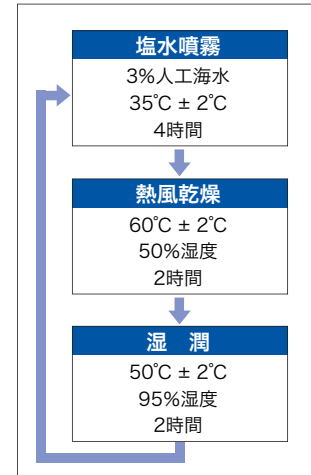 塩水噴霧
3%人工海水
35℃ ± 2℃
4時間
熱風乾燥
60℃ ± 2℃
50%湿度
2時間
湿　潤
50℃ ± 2℃
95%湿度
2時間